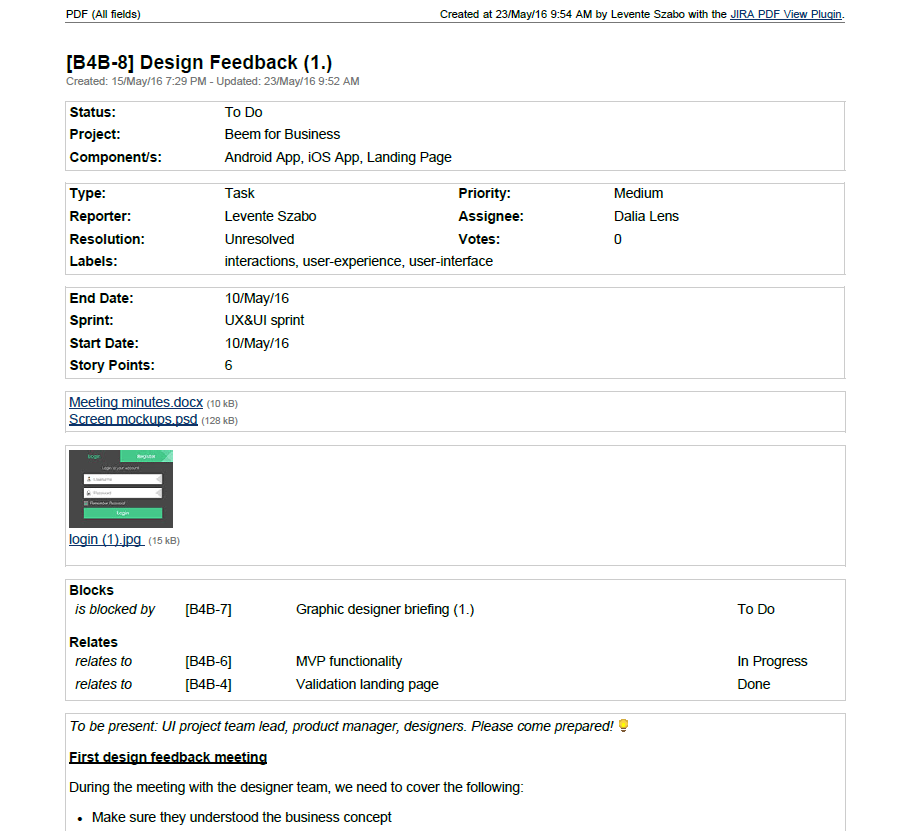 PDF (All fields) Created at 23/May/16 9:54 AM by Levente Szabo with the JIRA PDF View Plugin.
[B4B-8] Design Feedback (1.)
Created: 15/May/16 7:29 PM - Updated: 23/May/16 9:52 AM
Status: To Do
Project: Beem for Business
Component/s: Android App, iOS App, Landing Page
Type: Task Priority: Medium
Reporter: Levente Szabo Assignee: Dalia Lens
Resolution: Unresolved Votes: 0
Labels: interactions, user-experience, user-interface
End Date: 10/May/16
Sprint: UX&UI sprint
Start Date: 10/May/16
Story Points: 6
Meeting minutes.docx (10 kB)
Screen mockups.psd (128 kB)
Login Register
Login to your account
Username
Password
Remember Password
Login
login (1).jpg (15 kB)
Blocks
is blocked by [B4B-7] Graphic designer briefing (1.) To Do
Relates
relates to [B4B-6] MVP functionality In Progress
relates to [B4B-4] Validation landing page Done
To be present: UI project team lead, product manager, designers. Please come prepared!
First design feedback meeting
During the meeting with the designer team, we need to cover the following:
• Make sure they understood the business concept